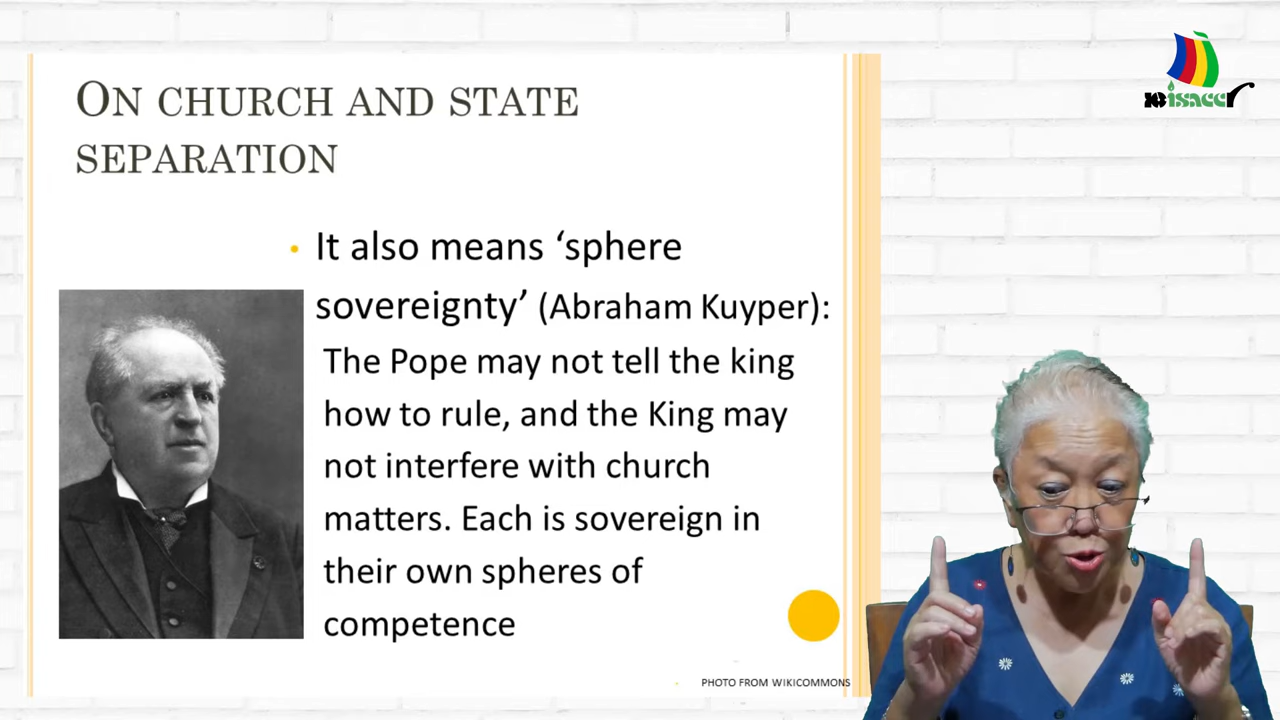 ON CHURCH AND STATE
SEPARATION
• It also means ‘sphere
sovereignty’ (Abraham Kuyper):
The Pope may not tell the king
how to rule, and the King may
not interfere with church
matters. Each is sovereign in
their own spheres of
competence
PHOTO FROM WIKICOMMONS
isacc